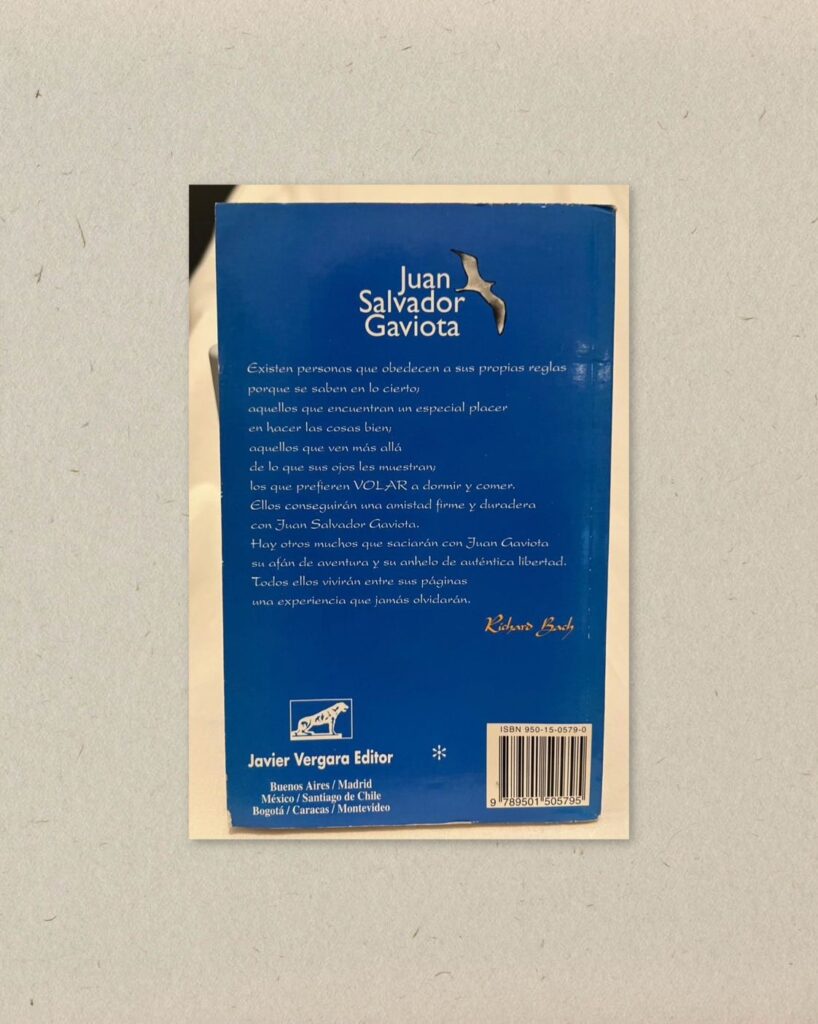 Juan
Salvador
Gaviota
Existen personas que obedecen a sus propias reglas
porque se saben en lo cierto;
aquellos que encuentran un especial placer
en hacer las cosas bien;
aquellos que ven más allá
de lo que sus ojos les muestran;
los que prefieren VOLAR a dormir y comer.
Ellos conseguirán una amistad firme y duradera
con Juan Salvador Gaviota.
Hay otros muchos que saciarán con Juan Gaviota
su afán de aventura y su anhelo de auténtica libertad.
Todos ellos vivirán entre sus páginas
una experiencia que jamás olvidarán.
Richard Bach
Javier Vergara Editor
Buenos Aires / Madrid
México / Santiago de Chile
Bogotá / Caracas / Montevideo
ISBN 950-15-0579-0
9 789501 505795